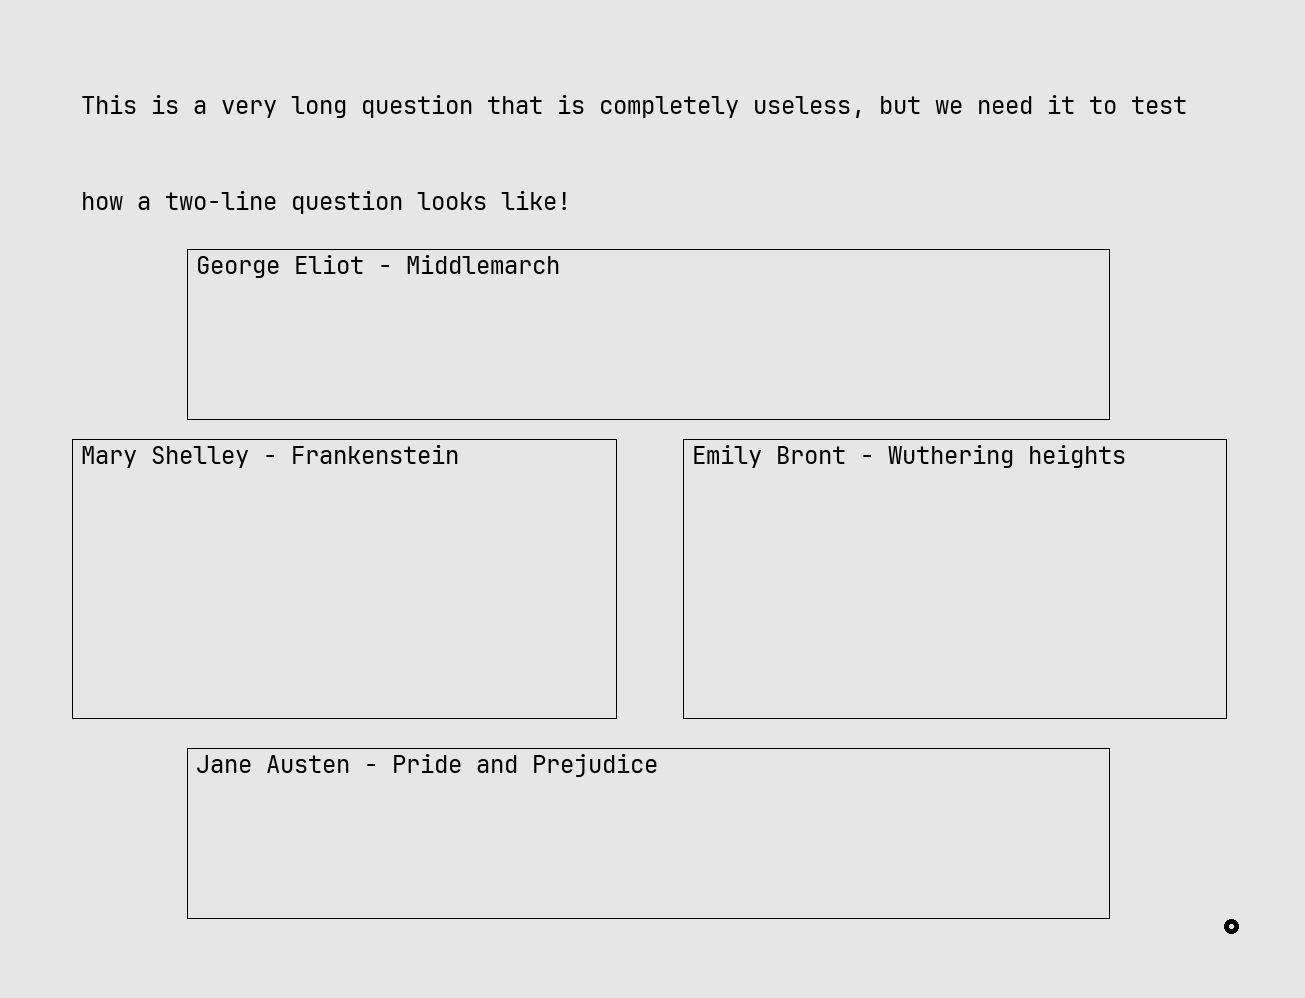 This is a very long question that is completely useless, but we need it to test
how a two-line question looks like!
George Eliot - Middlemarch
Mary Shelley - Frankenstein
Emily Bront - Wuthering heights
Jane Austen - Pride and Prejudice